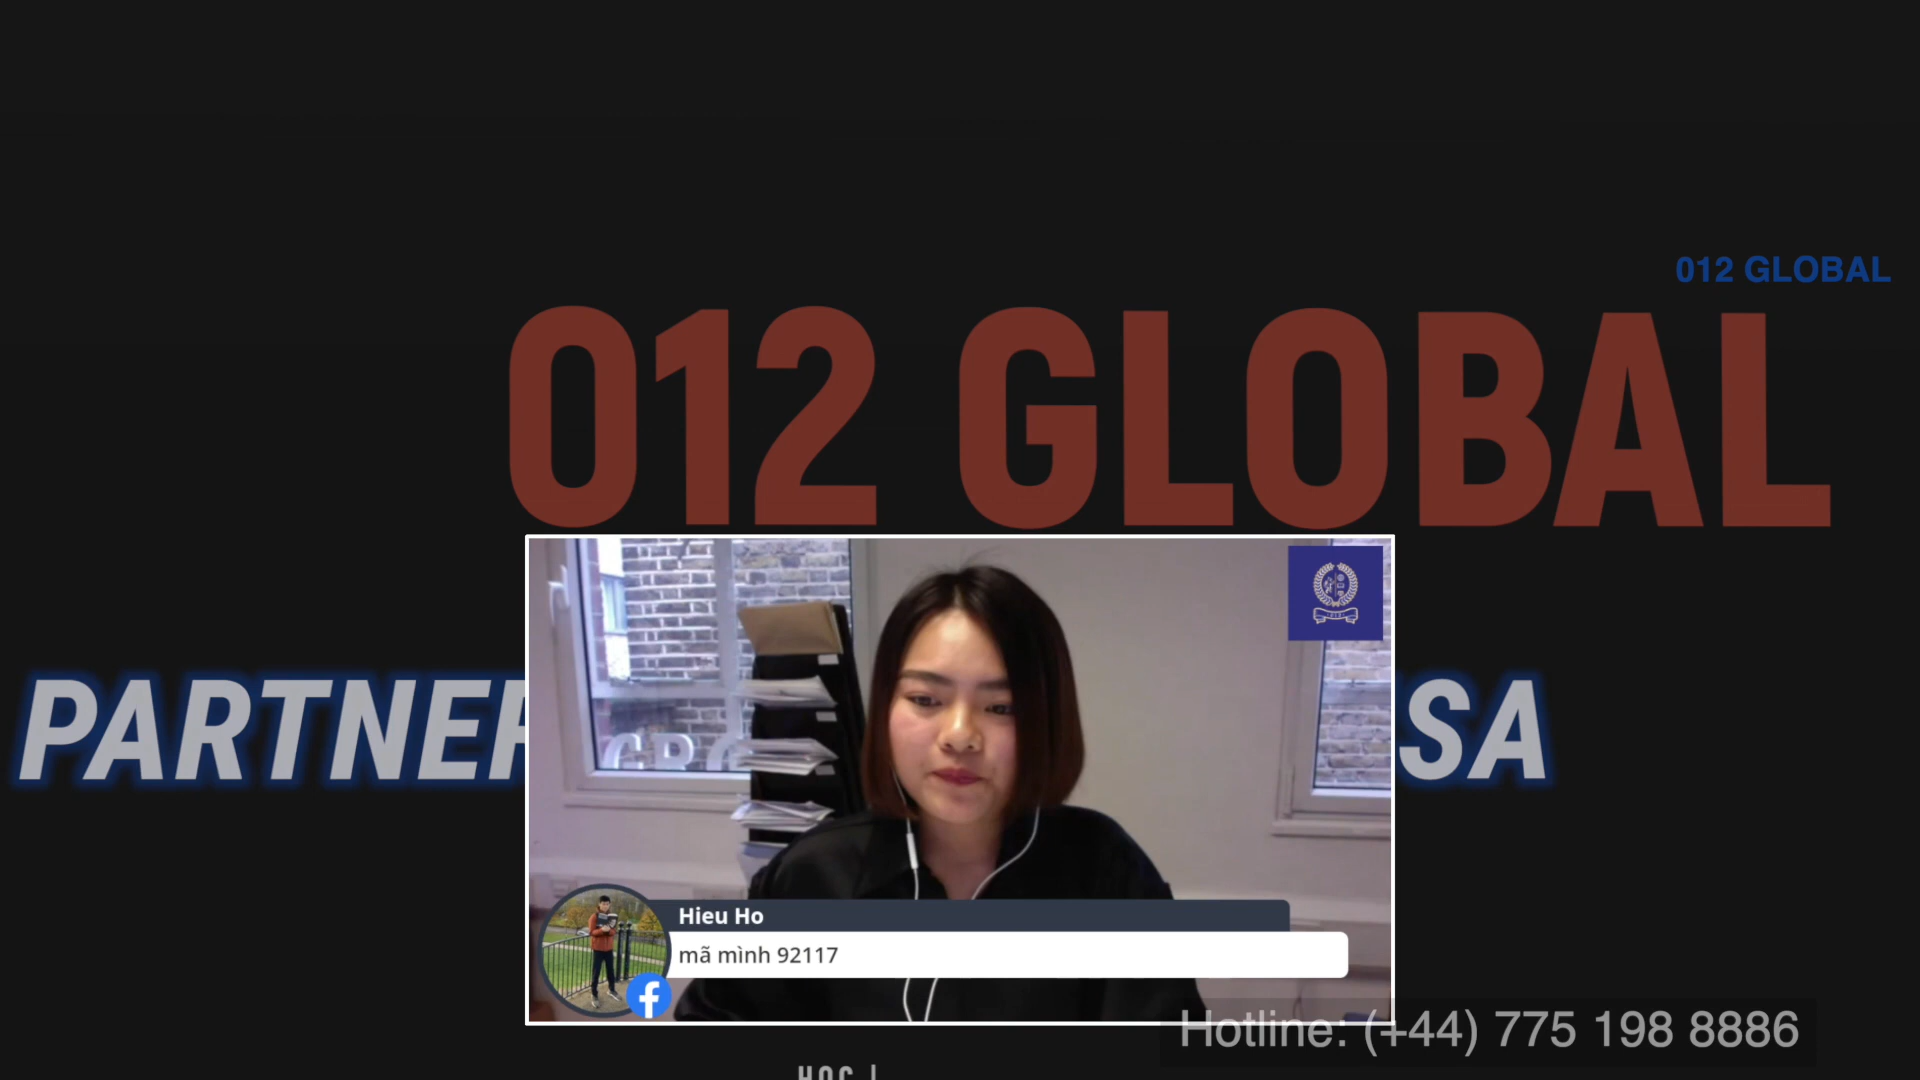 012 GLOBAL
012 GLOBAL
PARTNER
SA
Hieu Ho
mã mình 92117
Hotline: (+44) 775 198 8886